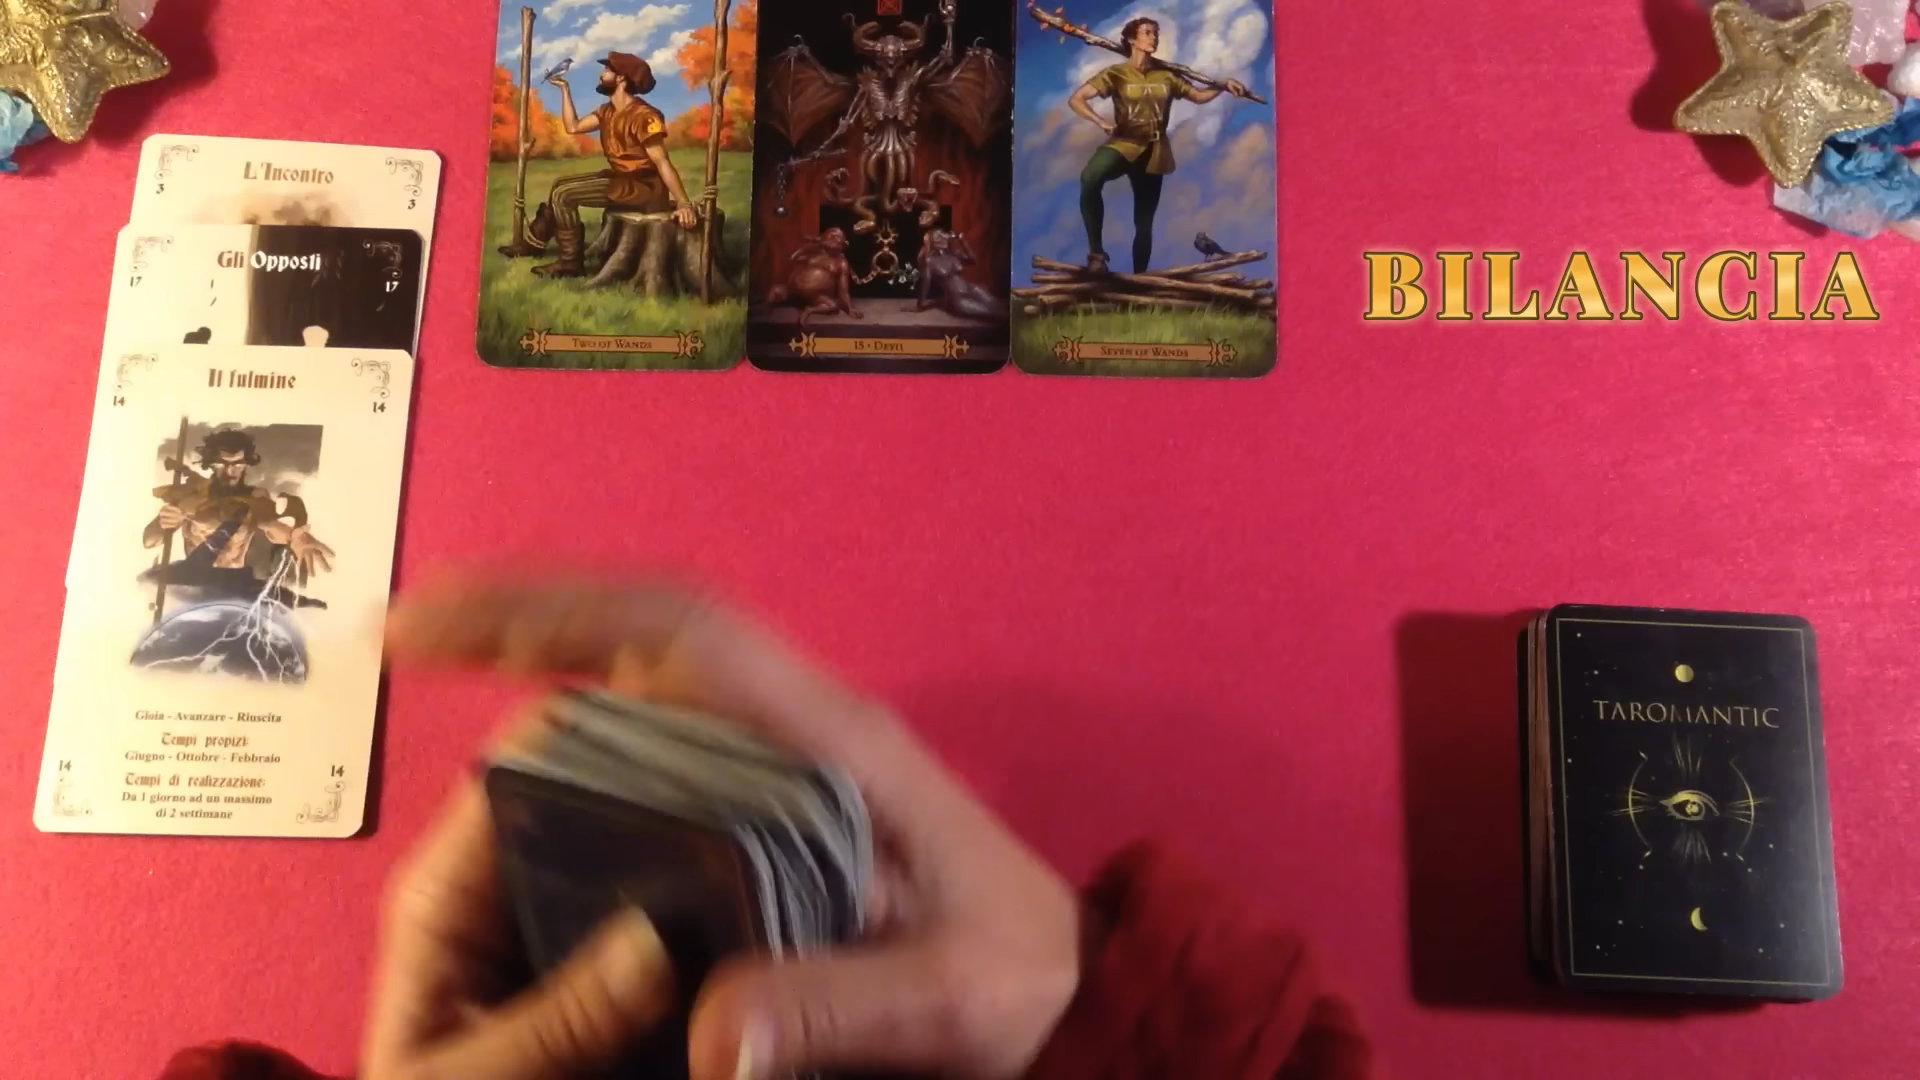 L'Incontro
3
3
Gli Opposti
17
17
Il fulmine
14
14
Gioia - Avanzare - Riuscita
Tempi propizi:
Giugno - Ottobre - Febbraio
Tempi di realizzazione:
Da 1 giorno ad un massimo
di 2 settimane
14
14
TWO OF WANDS
15 • DEVIL
SEVEN OF WANDS
BILANCIA
TAROMANTIC